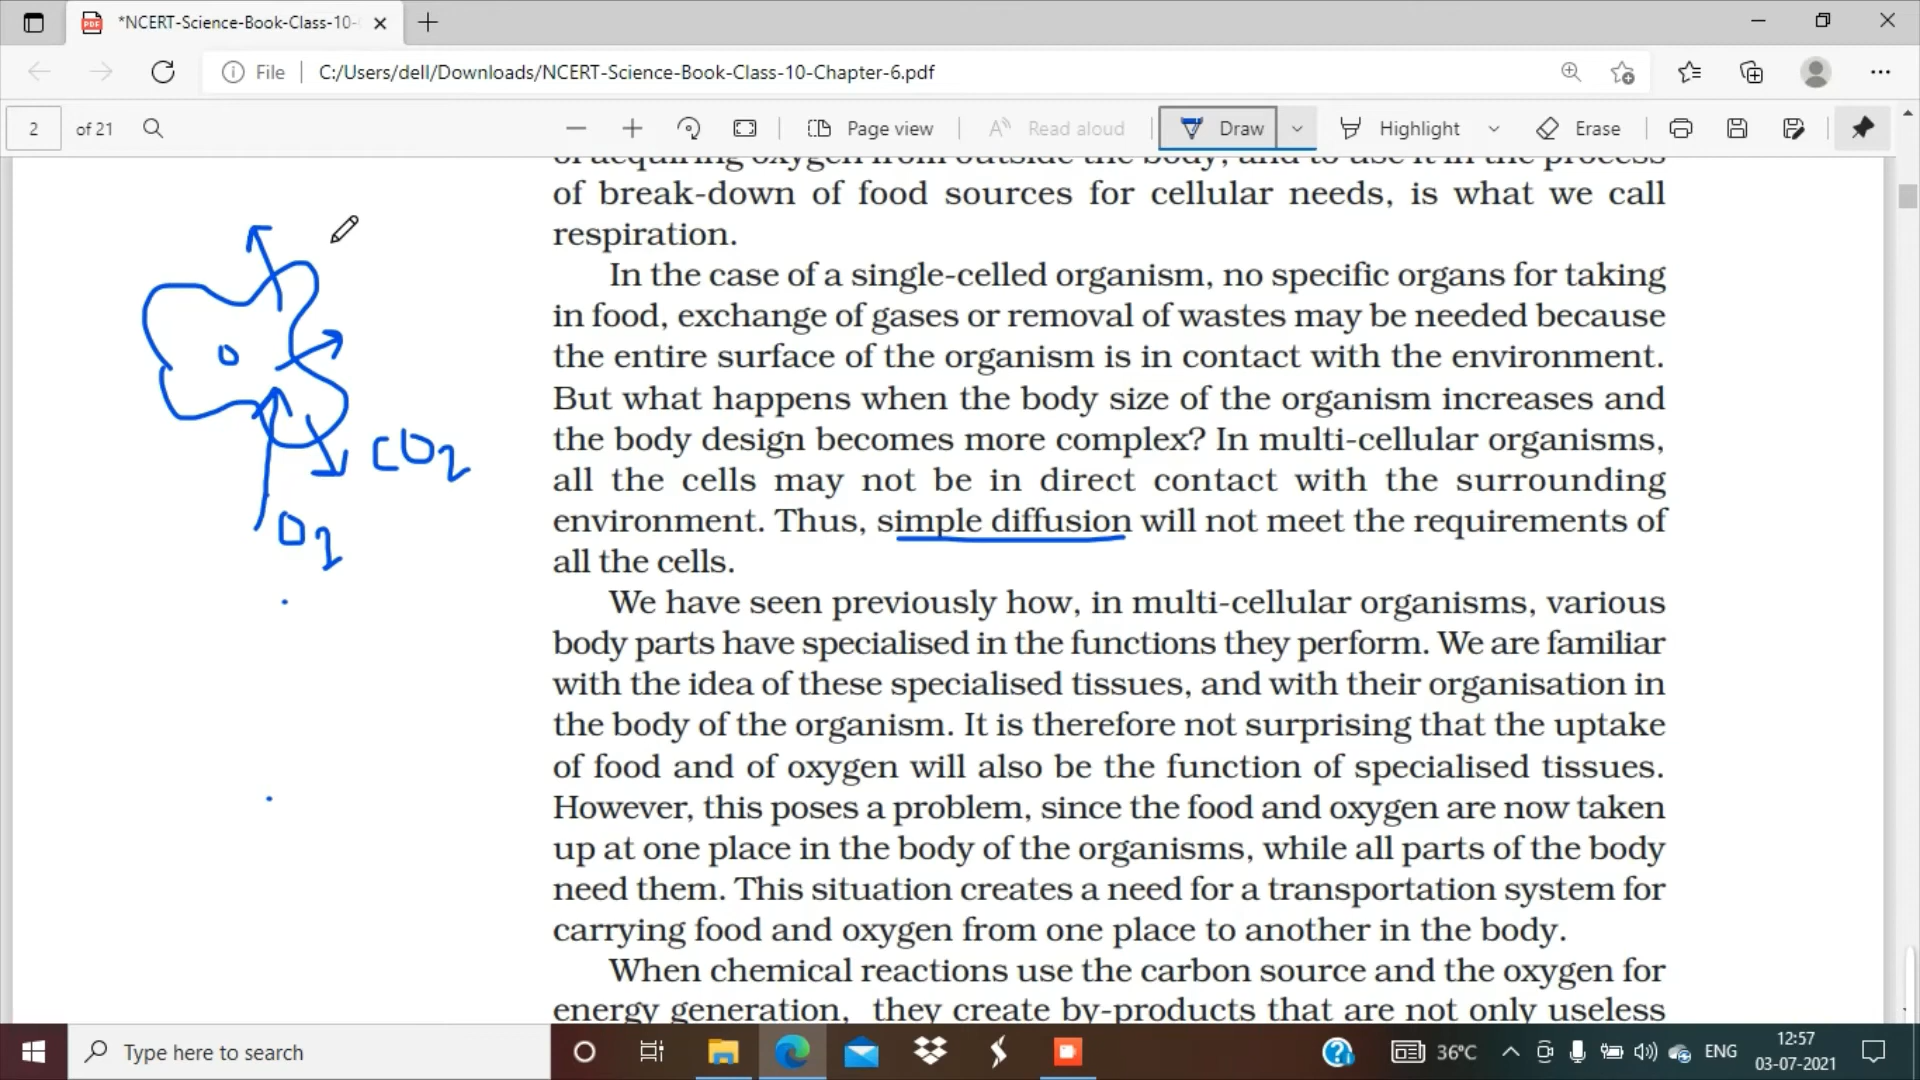 *NCERT-Science-Book-Class-10-
File
C:/Users/dell/Downloads/NCERT-Science-Book-Class-10-Chapter-6.pdf
2 of 21
Page view
Read aloud
Draw
Highlight
Erase
of acquiring oxygen from outside the body, and to use it in the process
of break-down of food sources for cellular needs, is what we call
respiration.
In the case of a single-celled organism, no specific organs for taking
in food, exchange of gases or removal of wastes may be needed because
the entire surface of the organism is in contact with the environment.
But what happens when the body size of the organism increases and
the body design becomes more complex? In multi-cellular organisms,
all the cells may not be in direct contact with the surrounding
environment. Thus, simple diffusion will not meet the requirements of
all the cells.
We have seen previously how, in multi-cellular organisms, various
body parts have specialised in the functions they perform. We are familiar
with the idea of these specialised tissues, and with their organisation in
the body of the organism. It is therefore not surprising that the uptake
of food and of oxygen will also be the function of specialised tissues.
However, this poses a problem, since the food and oxygen are now taken
up at one place in the body of the organisms, while all parts of the body
need them. This situation creates a need for a transportation system for
carrying food and oxygen from one place to another in the body.
When chemical reactions use the carbon source and the oxygen for
energy generation, they create by-products that are not only useless
CO2
O2
Type here to search
36°C
ENG
12:57
03-07-2021